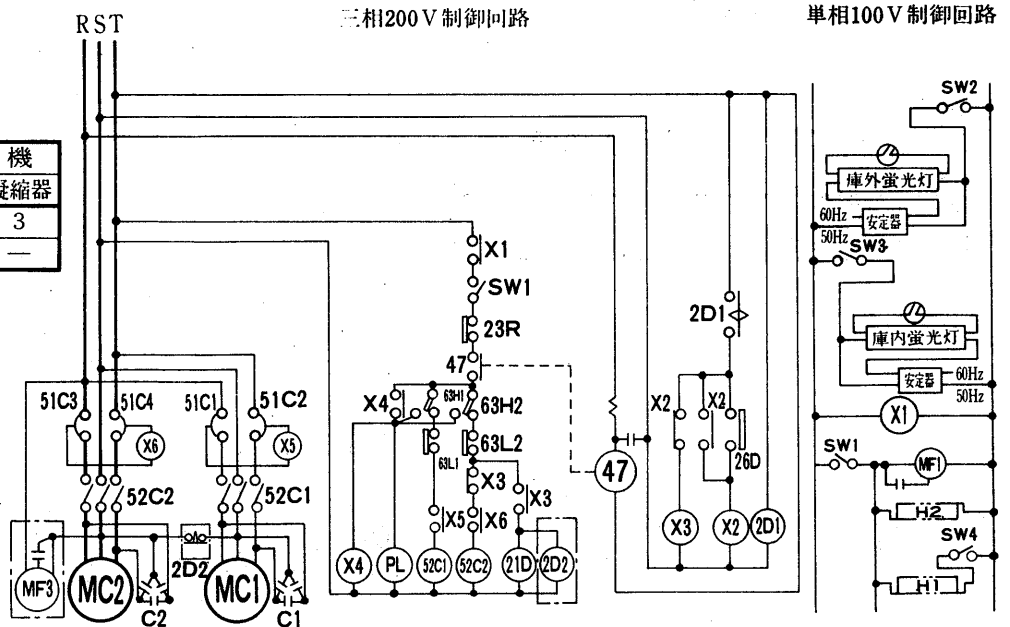 三相200V制御回路
単相100V制御回路
R S T
機
凝縮器
3
—
SW2
庫外蛍光灯
60Hz
安定器
50Hz
SW3
X1
SW1
23R
47
2D1
庫内蛍光灯
60Hz
安定器
50Hz
51C3
51C4
51C1
51C2
X4
63H1
63H2
X2
X2
26D
X1
X6
X5
63L1
63L2
47
SW1
MF1
52C2
52C1
X3
X3
H2
X5
X6
X3
X2
2D1
SW4
2D2
MF3
MC2
MC1
X4
PL
52C1
52C2
21D
2D2
H1
C2
C1